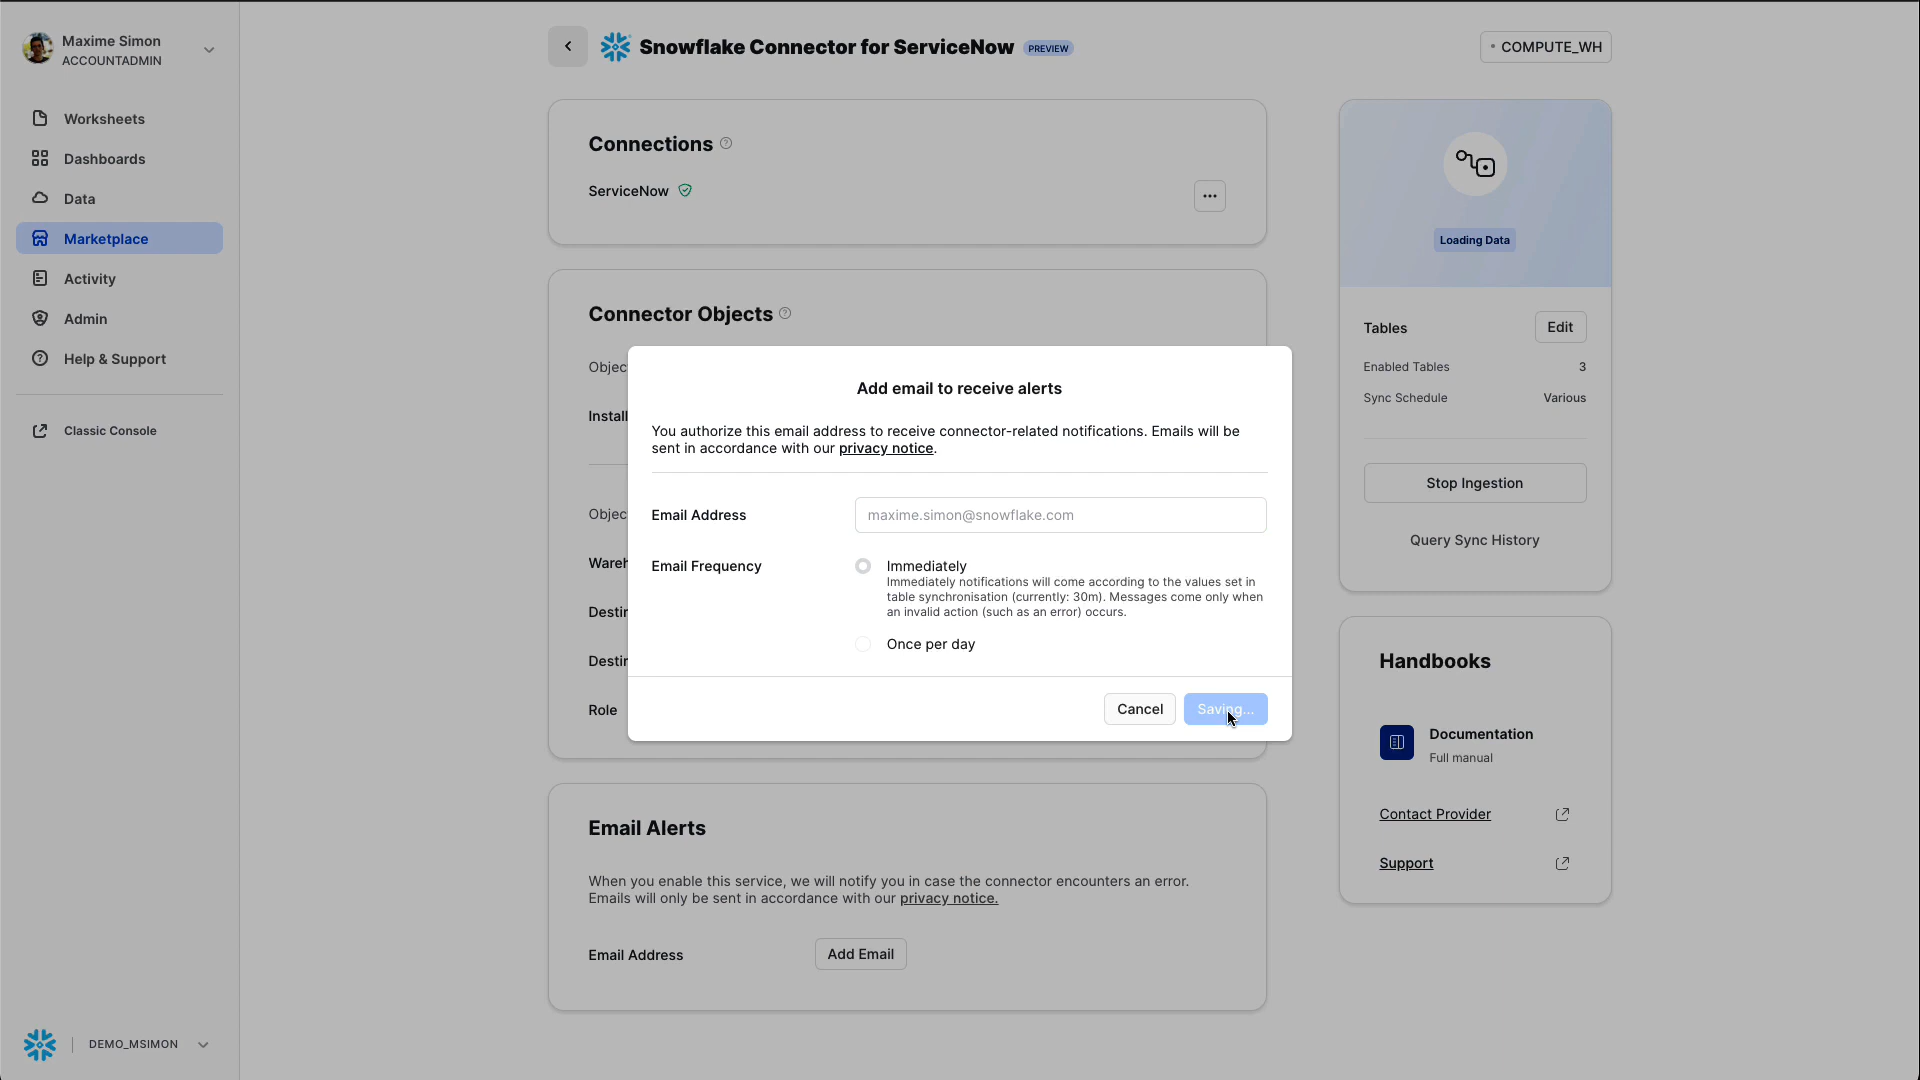 Maxime Simon
ACCOUNTADMIN
Worksheets
Dashboards
Data
Marketplace
Activity
Admin
Help & Support
Classic Console
DEMO_MSIMON
Snowflake Connector for ServiceNow PREVIEW
COMPUTE_WH
Connections
ServiceNow
Connector Objects
Objec
Install
Objec
Wareh
Destin
Destin
Role
Add email to receive alerts
You authorize this email address to receive connector-related notifications. Emails will be
sent in accordance with our privacy notice.
Email Address maxime.simon@snowflake.com
Email Frequency Immediately
Immediately notifications will come according to the values set in
table synchronisation (currently: 30m). Messages come only when
an invalid action (such as an error) occurs.
Once per day
Cancel Saving...
Email Alerts
When you enable this service, we will notify you in case the connector encounters an error.
Emails will only be sent in accordance with our privacy notice.
Email Address Add Email
Loading Data
Tables Edit
Enabled Tables 3
Sync Schedule Various
Stop Ingestion
Query Sync History
Handbooks
Documentation
Full manual
Contact Provider
Support